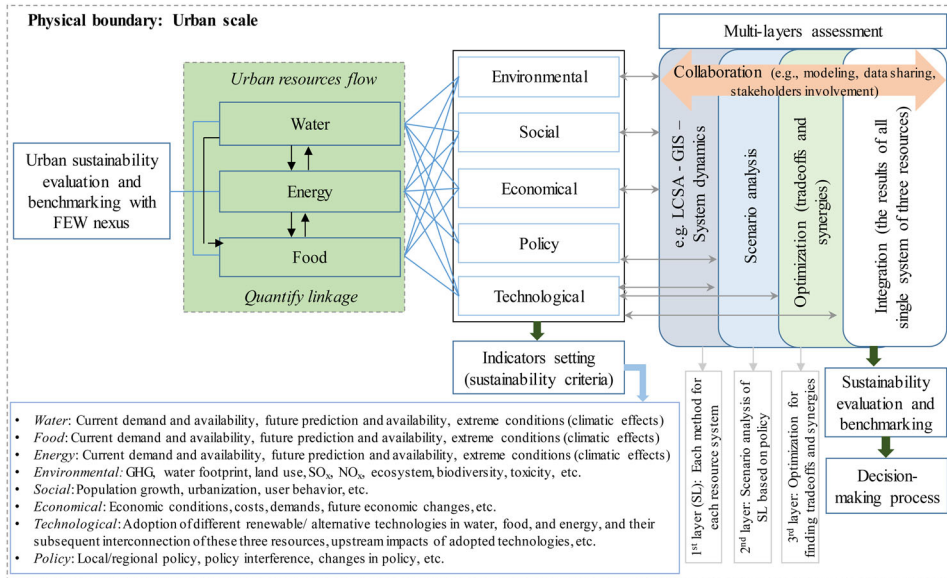 Physical boundary: Urban scale
Multi-layers assessment
Urban resources flow
Water
Energy
Food
Quantify linkage
Urban sustainability
evaluation and
benchmarking with
FEW nexus
Environmental
Social
Economical
Policy
Technological
Collaboration (e.g., modeling, data sharing,
stakeholders involvement)
e.g. LCSA - GIS –
System dynamics
Scenario analysis
Optimization (tradeoffs and
synergies)
Integration (the results of all
single system of three resources)
Indicators setting
(sustainability criteria)
1st layer (SL): Each method for
each resource system
2nd layer: Scenario analysis of
SL based on policy
3rd layer: Optimization for
finding tradeoffs and synergies
Sustainability
evaluation and
benchmarking
Decision-
making process
• Water: Current demand and availability, future prediction and availability, extreme conditions (climatic effects)
• Food: Current demand and availability, future prediction and availability, extreme conditions (climatic effects)
• Energy: Current demand and availability, future prediction and availability, extreme conditions (climatic effects)
• Environmental: GHG, water footprint, land use, SOx, NOx, ecosystem, biodiversity, toxicity, etc.
• Social: Population growth, urbanization, user behavior, etc.
• Economical: Economic conditions, costs, demands, future economic changes, etc.
• Technological: Adoption of different renewable/ alternative technologies in water, food, and energy, and their
subsequent interconnection of these three resources, upstream impacts of adopted technologies, etc.
• Policy: Local/regional policy, policy interference, changes in policy, etc.